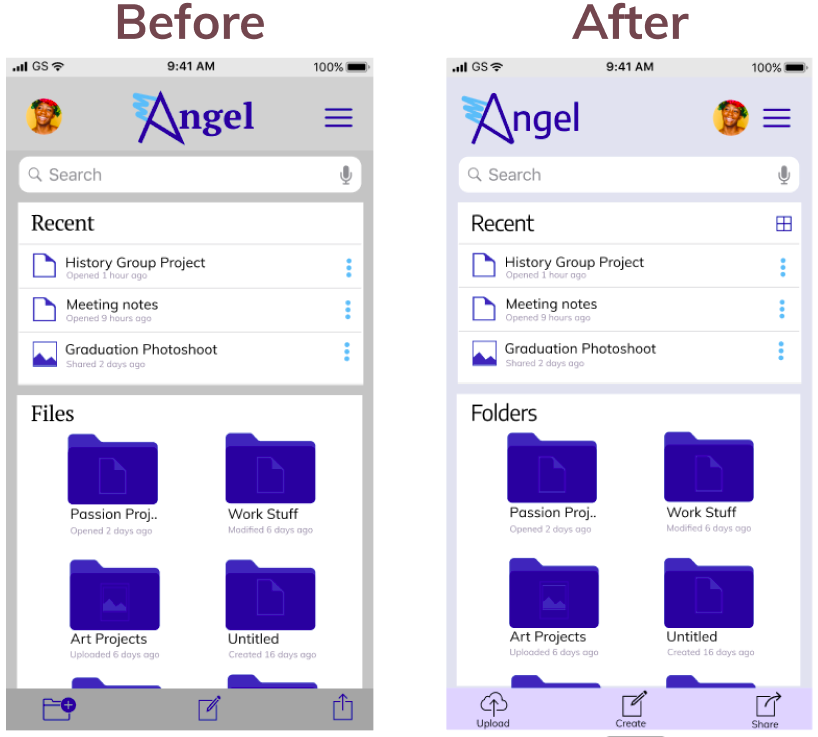 Before
GS
9:41 AM
100%
Angel
Search
Recent
History Group Project
Opened 1 hour ago
Meeting notes
Opened 9 hours ago
Graduation Photoshoot
Shared 2 days ago
Files
Passion Proj..
Opened 2 days ago
Work Stuff
Modified 6 days ago
Art Projects
Uploaded 6 days ago
Untitled
Created 16 days ago
After
GS
9:41 AM
100%
Angel
Search
Recent
History Group Project
Opened 1 hour ago
Meeting notes
Opened 9 hours ago
Graduation Photoshoot
Shared 2 days ago
Folders
Passion Proj..
Opened 2 days ago
Work Stuff
Modified 6 days ago
Art Projects
Uploaded 6 days ago
Untitled
Created 16 days ago
Upload
Create
Share